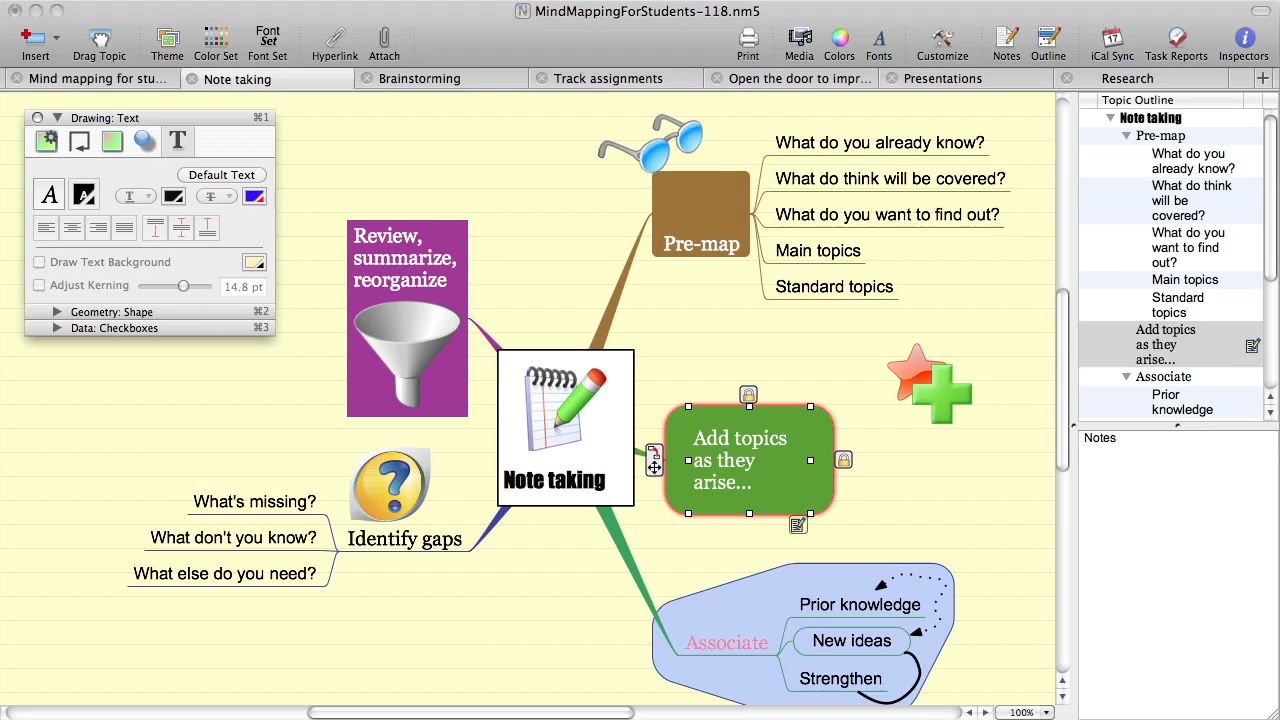 MindMappingForStudents-118.nm5
Insert
Drag Topic
Theme
Color Set
Font
Set
Font Set
Hyperlink
Attach
Print
Media
Colors
Fonts
Customize
Notes
Outline
17
iCal Sync
Task Reports
Inspectors
Mind mapping for stu...
Note taking
Brainstorming
Track assignments
Open the door to impr...
Presentations
Research
Drawing: Text
⌘1
T
Default Text
A
A
T
T
Draw Text Background
Adjust Kerning
14.8 pt
Geometry: Shape
⌘2
Data: Checkboxes
⌘3
Review,
summarize,
reorganize
Pre-map
What do you already know?
What do think will be covered?
What do you want to find out?
Main topics
Standard topics
Note taking
Add topics
as they
arise...
What's missing?
What don't you know?
What else do you need?
Identify gaps
Associate
Prior knowledge
New ideas
Strengthen
Topic Outline
Note taking
Pre-map
What do you
already know?
What do think
will be
covered?
What do you
want to find
out?
Main topics
Standard
topics
Add topics
as they
arise...
Associate
Prior
knowledge
Notes
100%